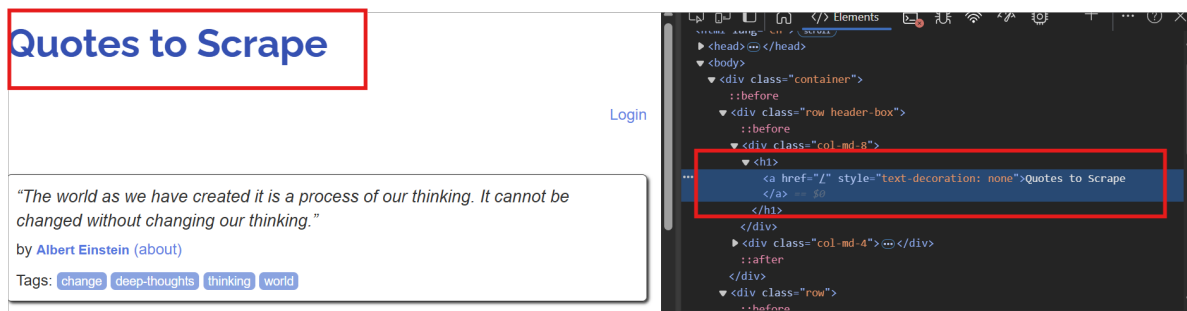 Quotes to Scrape
Login
“The world as we have created it is a process of our thinking. It cannot be
changed without changing our thinking.”
by Albert Einstein (about)
Tags: change deep-thoughts thinking world
</> Elements
<head> </head>
<body>
<div class="container">
::before
<div class="row header-box">
::before
<div class="col-md-8">
<h1>
<a href="/" style="text-decoration: none">Quotes to Scrape
</a> == $0
</h1>
</div>
<div class="col-md-4"> </div>
::after
</div>
<div class="row">
::before